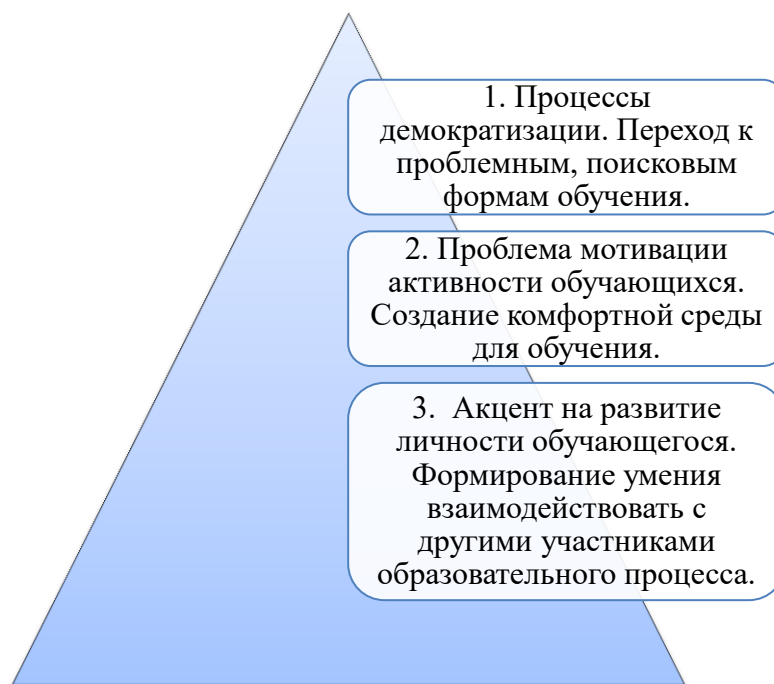 1. Процессы
демократизации. Переход к
проблемным, поисковым
формам обучения.
2. Проблема мотивации
активности обучающихся.
Создание комфортной среды
для обучения.
3. Акцент на развитие
личности обучающегося.
Формирование умения
взаимодействовать с
другими участниками
образовательного процесса.